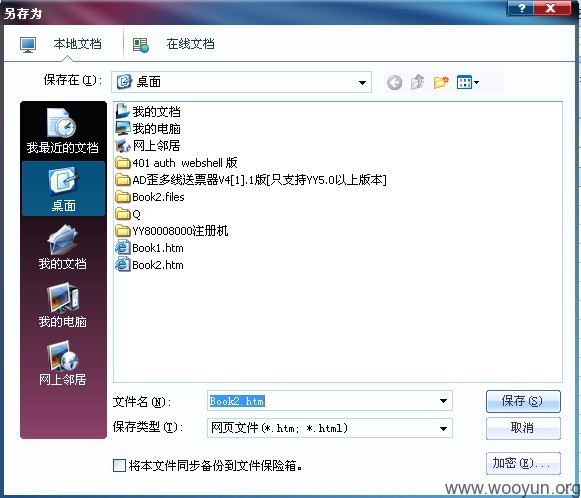 另存为
本地文档
在线文档
保存在(I):
桌面
我最近的文档
桌面
我的文档
我的电脑
网上邻居
我的文档
我的电脑
网上邻居
401 auth webshell 版
AD歪多线送票器V4[1].1版[只支持YY5.0以上版本]
Book2.files
Q
YY80008000注册机
Book1.htm
Book2.htm
文件名(N):
Book2.htm
保存(S)
保存类型(T):
网页文件(*.htm; *.html)
取消
将本文件同步备份到文件保险箱。
加密(E)...
www.wooyun.org